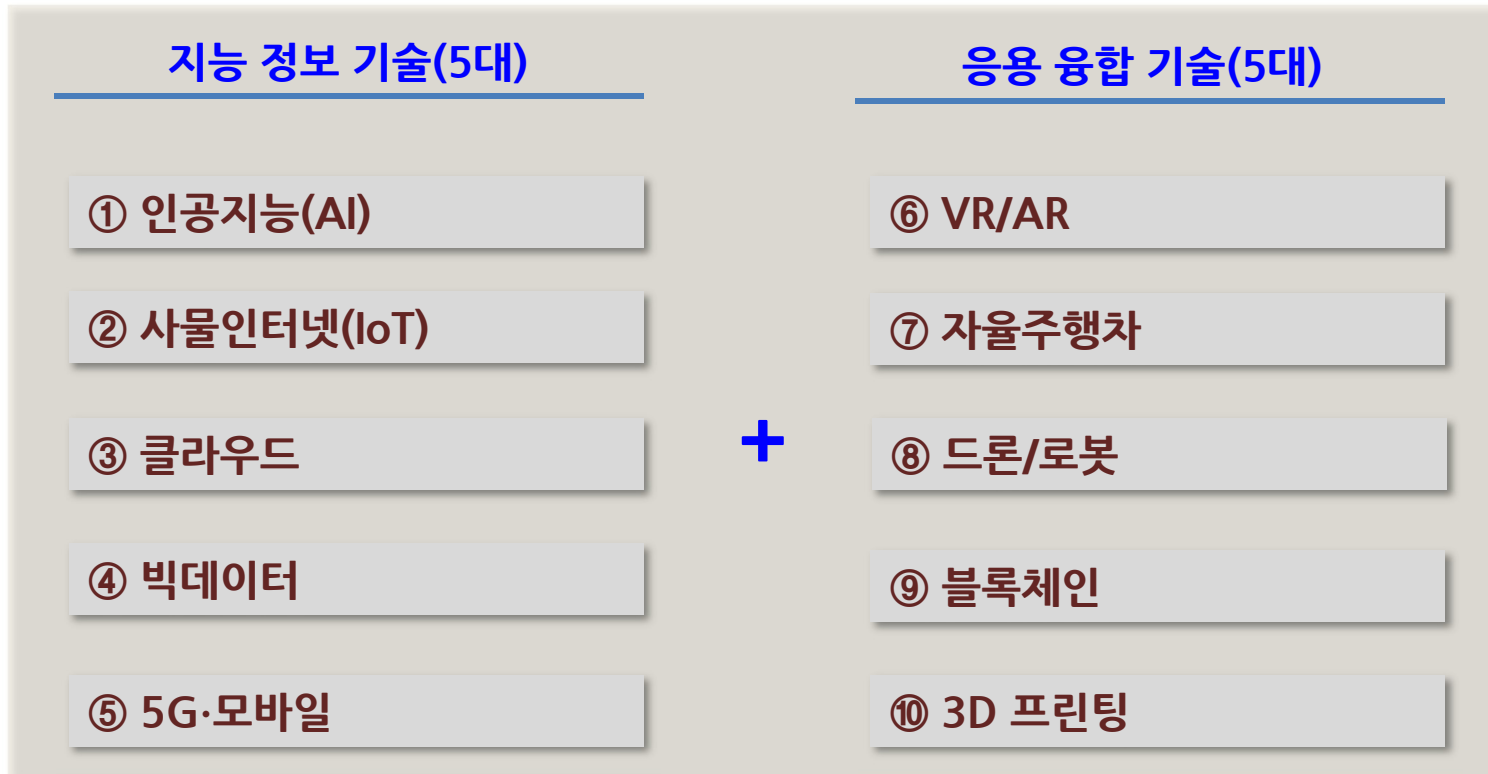 지능 정보 기술(5대)
① 인공지능(AI)
② 사물인터넷(IoT)
③ 클라우드
④ 빅데이터
⑤ 5G·모바일
+
응용 융합 기술(5대)
⑥ VR/AR
⑦ 자율주행차
⑧ 드론/로봇
⑨ 블록체인
⑩ 3D 프린팅